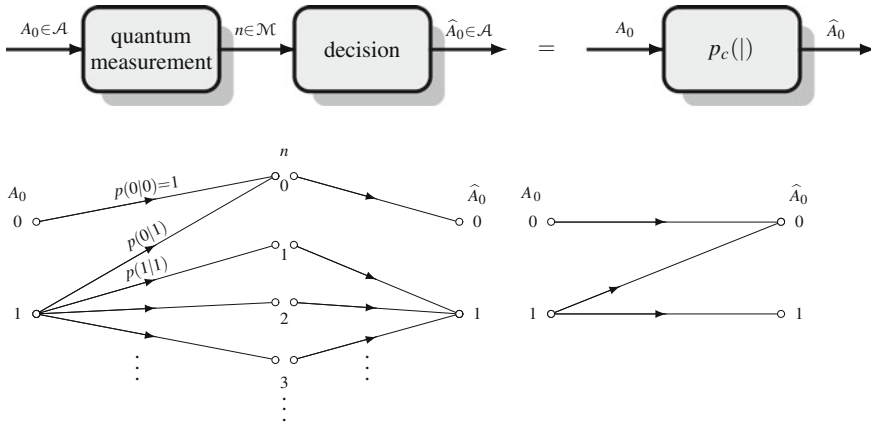 A₀∈𝒜 quantum measurement n∈ℳ decision Â₀∈𝒜 = A₀ p_c(|) Â₀
n
A₀ p(0|0)=1 0 Â₀ A₀ Â₀
0 0 0 0
p(0|1)
p(1|1) 1
1 2 1 1 1
⋮ 3 ⋮
⋮